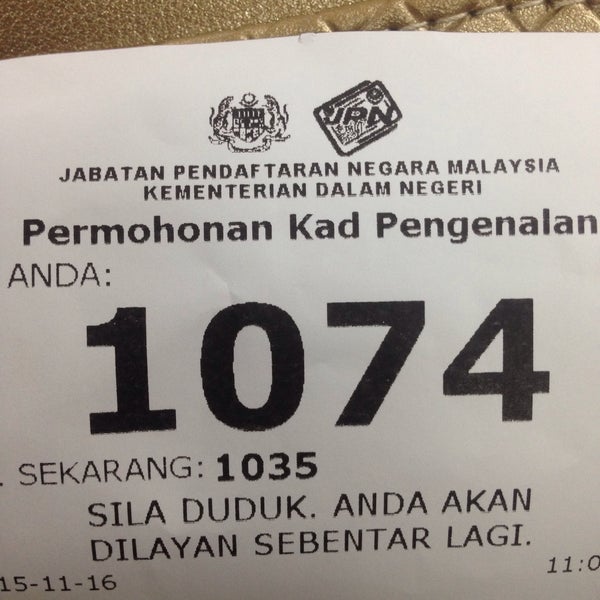 JPN
JABATAN PENDAFTARAN NEGARA MALAYSIA
KEMENTERIAN DALAM NEGERI
Permohonan Kad Pengenalan
ANDA:
1074
. SEKARANG: 1035
SILA DUDUK. ANDA AKAN
DILAYAN SEBENTAR LAGI.
15-11-16 11:0